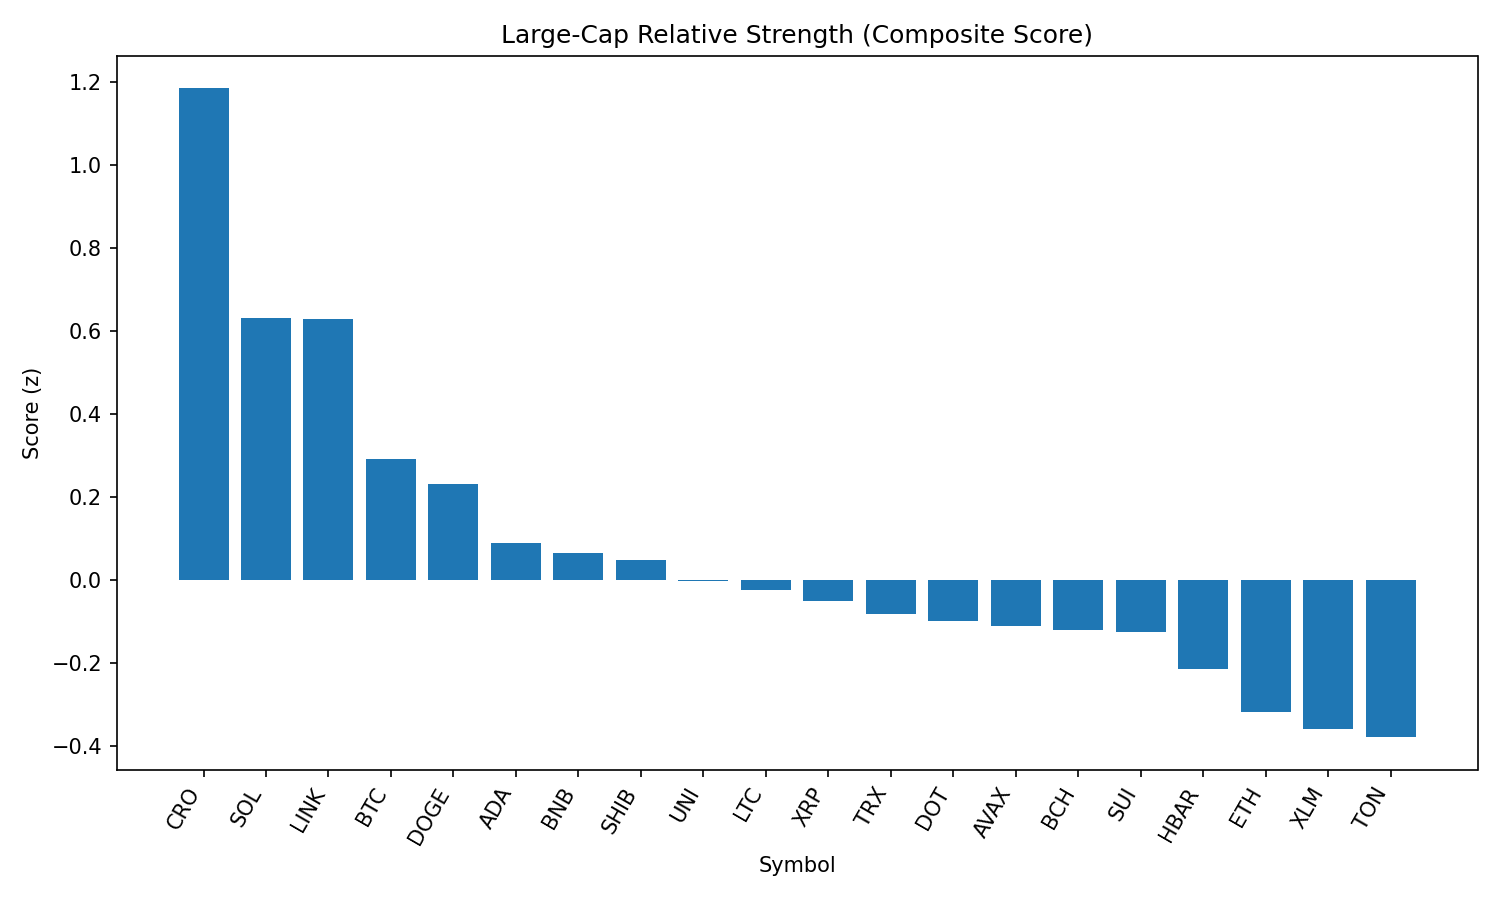 Large-Cap Relative Strength (Composite Score)
1.2
1.0
0.8
0.6
0.4
0.2
0.0
−0.2
−0.4
Score (z)
CRO
SOL
LINK
BTC
DOGE
ADA
BNB
SHIB
UNI
LTC
XRP
TRX
DOT
AVAX
BCH
SUI
HBAR
ETH
XLM
TON
Symbol